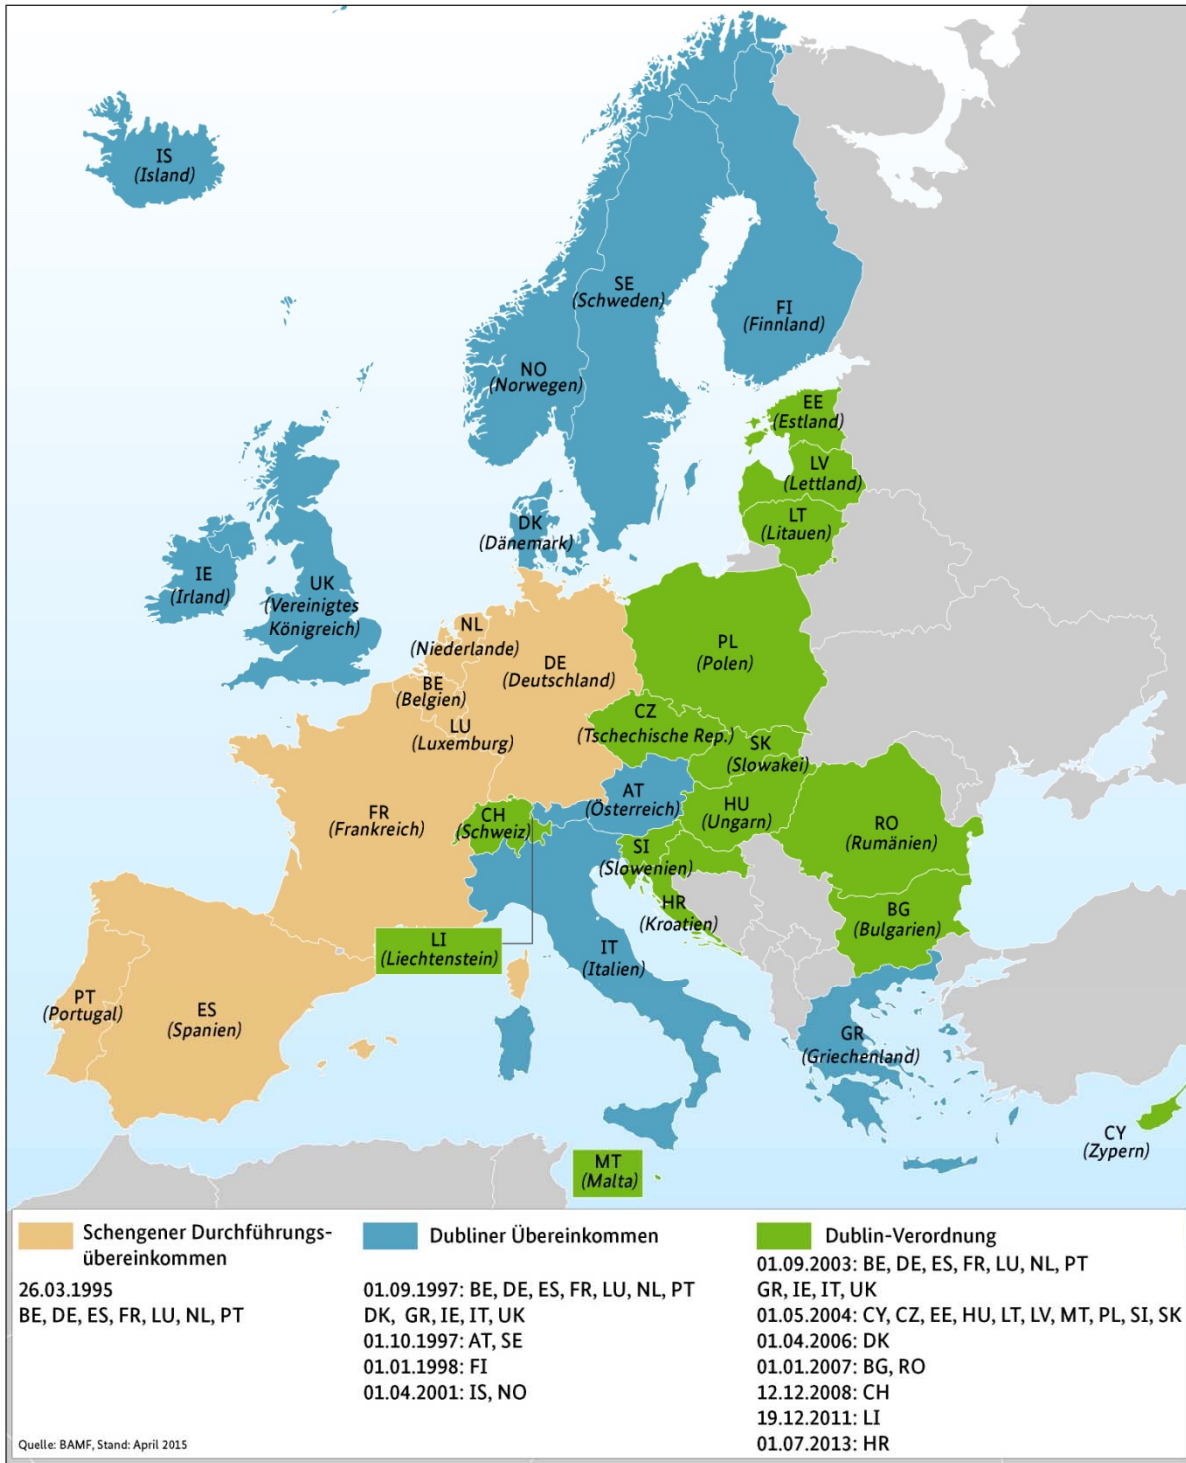 IS
(Island)
SE
(Schweden)
FI
(Finnland)
NO
(Norwegen)
EE
(Estland)
LV
(Lettland)
LT
(Litauen)
DK
(Dänemark)
IE
(Irland)
UK
(Vereinigtes
Königreich)
NL
(Niederlande)
DE
(Deutschland)
PL
(Polen)
BE
(Belgien)
LU
(Luxemburg)
CZ
(Tschechische Rep.)
SK
(Slowakei)
AT
(Österreich)
HU
(Ungarn)
FR
(Frankreich)
CH
(Schweiz)
RO
(Rumänien)
SI
(Slowenien)
HR
(Kroatien)
BG
(Bulgarien)
LI
(Liechtenstein)
IT
(Italien)
PT
(Portugal)
ES
(Spanien)
GR
(Griechenland)
CY
(Zypern)
MT
(Malta)
Schengener Durchführungs-
übereinkommen
26.03.1995
BE, DE, ES, FR, LU, NL, PT
Dubliner Übereinkommen
01.09.1997: BE, DE, ES, FR, LU, NL, PT
DK, GR, IE, IT, UK
01.10.1997: AT, SE
01.01.1998: FI
01.04.2001: IS, NO
Dublin-Verordnung
01.09.2003: BE, DE, ES, FR, LU, NL, PT
GR, IE, IT, UK
01.05.2004: CY, CZ, EE, HU, LT, LV, MT, PL, SI, SK
01.04.2006: DK
01.01.2007: BG, RO
12.12.2008: CH
19.12.2011: LI
01.07.2013: HR
Quelle: BAMF, Stand: April 2015